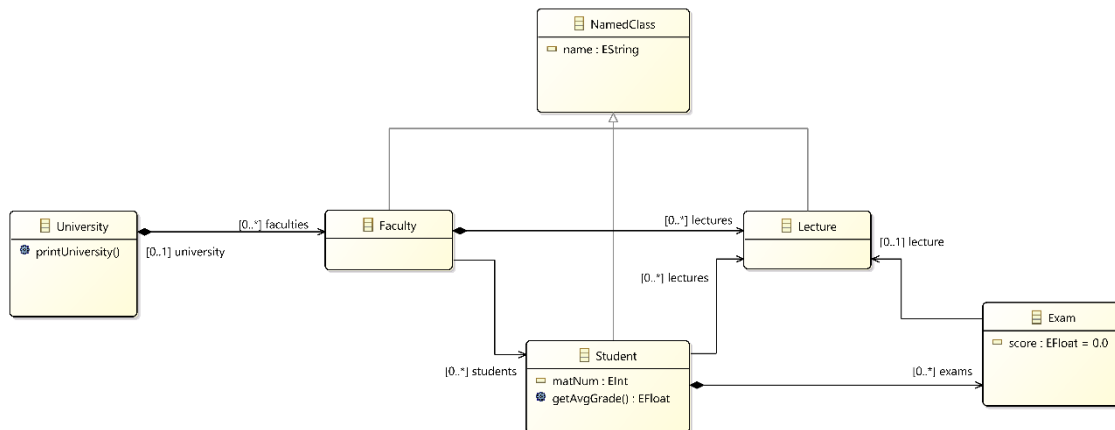 NamedClass
name : EString
University
printUniversity()
[0..*] faculties
[0..1] university
Faculty
[0..*] lectures
Lecture
[0..1] lecture
[0..*] lectures
Exam
score : EFloat = 0.0
Student
matNum : EInt
getAvgGrade() : EFloat
[0..*] students
[0..*] exams